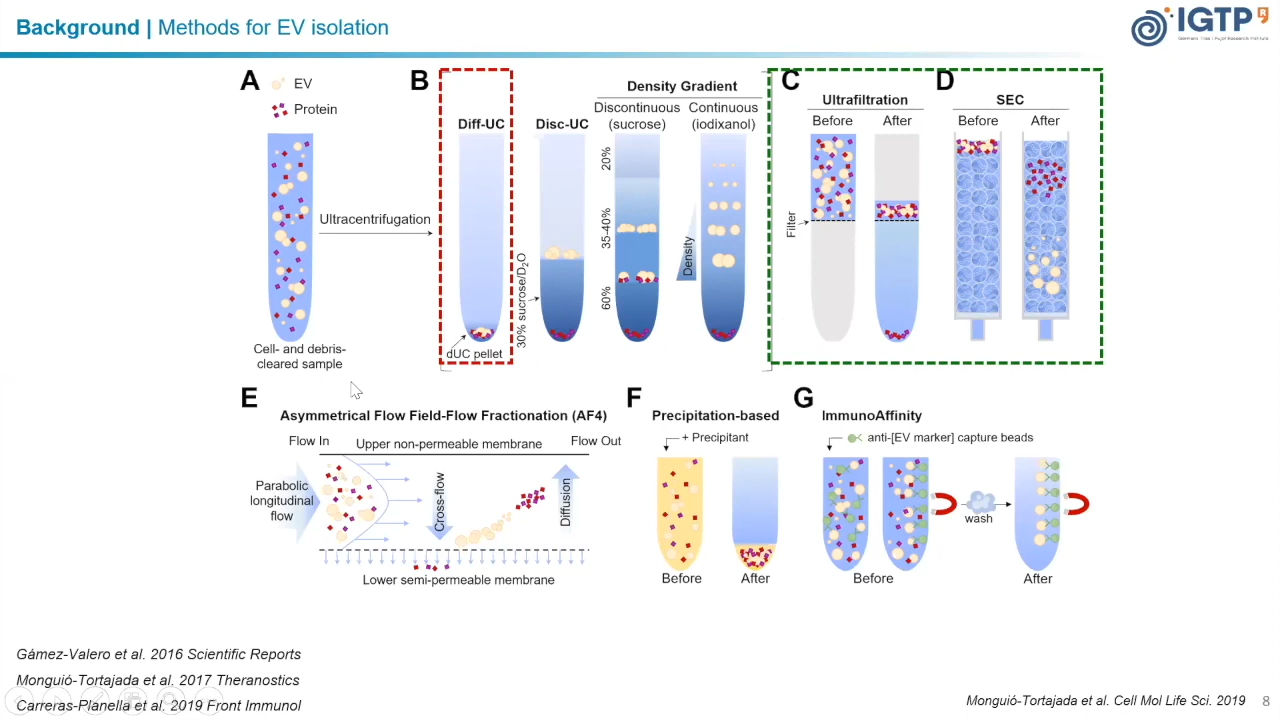 Background | Methods for EV isolation
IGTP
A
EV
Protein
Cell- and debris-
cleared sample
Ultracentrifugation
B
Diff-UC
dUC pellet
Disc-UC
30% sucrose/D2O
Density Gradient
Discontinuous
(sucrose)
Continuous
(iodixanol)
20%
35-40%
60%
Density
C
Ultrafiltration
Before
After
Filter
D
SEC
Before
After
E
Asymmetrical Flow Field-Flow Fractionation (AF4)
Flow In
Upper non-permeable membrane
Flow Out
Parabolic
longitudinal
flow
Cross-flow
Diffusion
Lower semi-permeable membrane
F
Precipitation-based
+ Precipitant
Before
After
G
ImmunoAffinity
anti-[EV marker] capture beads
wash
Before
After
Gámez-Valero et al. 2016 Scientific Reports
Monguió-Tortajada et al. 2017 Theranostics
Carreras-Planella et al. 2019 Front Immunol
Monguió-Tortajada et al. Cell Mol Life Sci. 2019
8